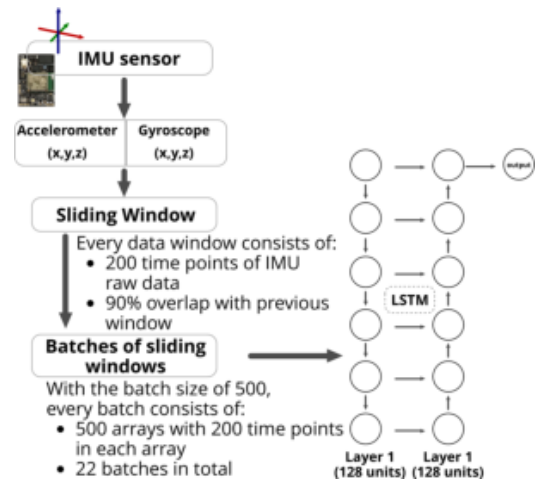 IMU sensor
Accelerometer
(x,y,z)
Gyroscope
(x,y,z)
Sliding Window
Every data window consists of:
• 200 time points of IMU
raw data
• 90% overlap with previous
window
Batches of sliding
windows
With the batch size of 500,
every batch consists of:
• 500 arrays with 200 time points
in each array
• 22 batches in total
output
LSTM
Layer 1
(128 units)
Layer 1
(128 units)